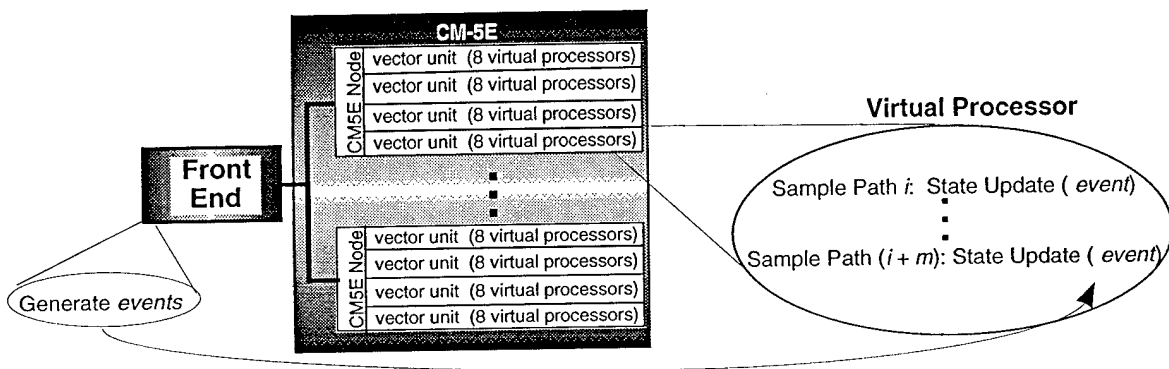 CM-5E
CM5E Node
vector unit (8 virtual processors)
vector unit (8 virtual processors)
vector unit (8 virtual processors)
vector unit (8 virtual processors)
Front
End
CM5E Node
vector unit (8 virtual processors)
vector unit (8 virtual processors)
vector unit (8 virtual processors)
vector unit (8 virtual processors)
Generate events
Virtual Processor
Sample Path i: State Update ( event)
Sample Path (i + m): State Update ( event)